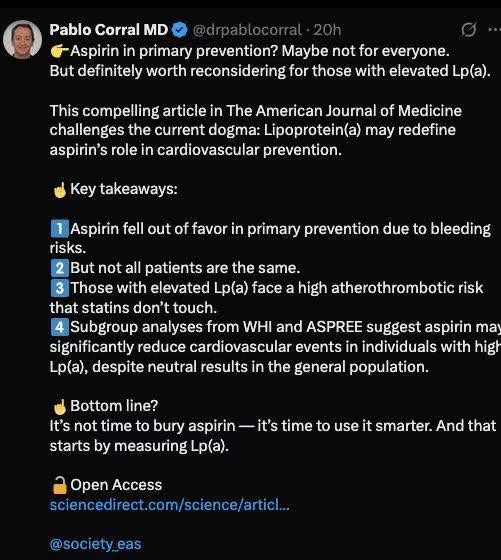 Pablo Corral MD @drpablocorral · 20h
👉Aspirin in primary prevention? Maybe not for everyone.
But definitely worth reconsidering for those with elevated Lp(a).
This compelling article in The American Journal of Medicine
challenges the current dogma: Lipoprotein(a) may redefine
aspirin's role in cardiovascular prevention.
☝️Key takeaways:
1️⃣Aspirin fell out of favor in primary prevention due to bleeding
risks.
2️⃣But not all patients are the same.
3️⃣Those with elevated Lp(a) face a high atherothrombotic risk
that statins don't touch.
4️⃣Subgroup analyses from WHI and ASPREE suggest aspirin may
significantly reduce cardiovascular events in individuals with high
Lp(a), despite neutral results in the general population.
☝️Bottom line?
It's not time to bury aspirin — it's time to use it smarter. And that
starts by measuring Lp(a).
🔓Open Access
sciencedirect.com/science/articl...
@society_eas